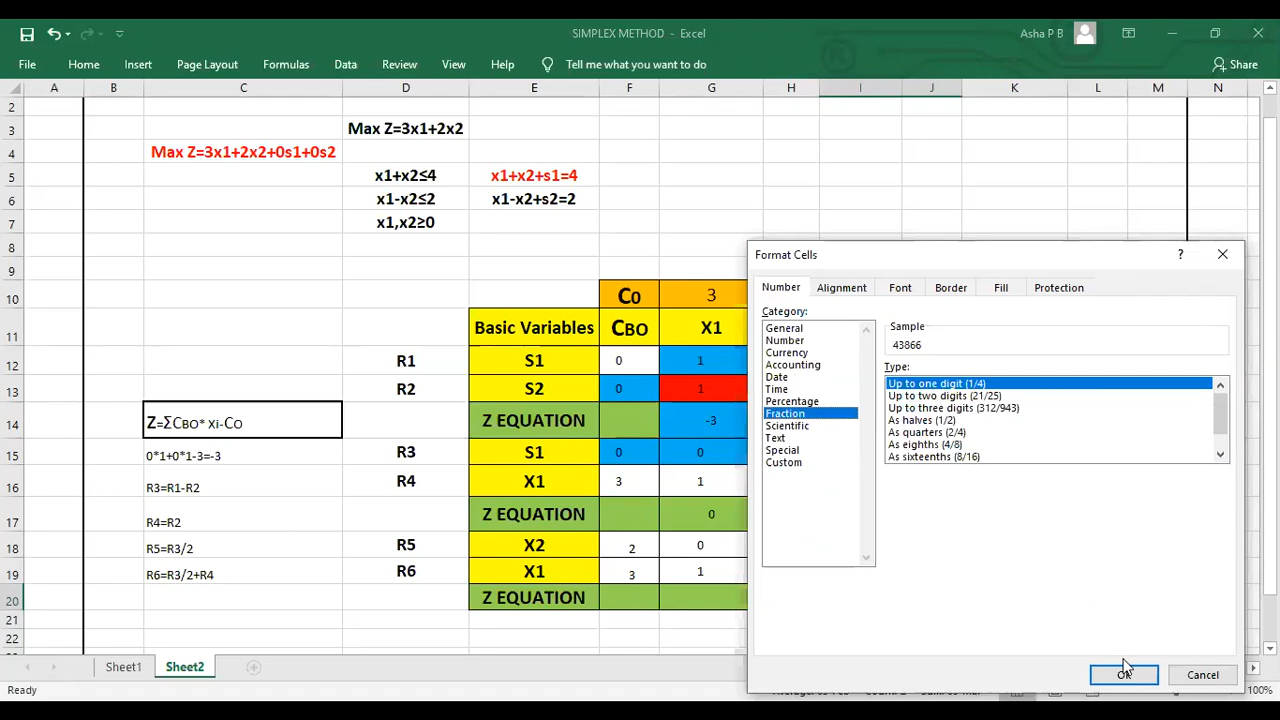 SIMPLEX METHOD - Excel
Asha P B
File Home Insert Page Layout Formulas Data Review View Help Tell me what you want to do Share
A B C D E F G H I J K L M N
2
3 Max Z=3x1+2x2
4 Max Z=3x1+2x2+0s1+0s2
5 x1+x2≤4 x1+x2+s1=4
6 x1-x2≤2 x1-x2+s2=2
7 x1,x2≥0
8
9
10 C0 3
11 Basic Variables CBO X1
12 R1 S1 0 1
13 R2 S2 0 1
14 Z=ΣCBO* Xi-CO Z EQUATION -3
15 0*1+0*1-3=-3 R3 S1 0 0
16 R3=R1-R2 R4 X1 3 1
17 R4=R2 Z EQUATION 0
18 R5=R3/2 R5 X2 2 0
19 R6=R3/2+R4 R6 X1 3 1
20 Z EQUATION
21
22
Format Cells ?
Number Alignment Font Border Fill Protection
Category:
General
Number
Currency
Accounting
Date
Time
Percentage
Fraction
Scientific
Text
Special
Custom
Sample
43866
Type:
Up to one digit (1/4)
Up to two digits (21/25)
Up to three digits (312/943)
As halves (1/2)
As quarters (2/4)
As eighths (4/8)
As sixteenths (8/16)
OK Cancel
Sheet1 Sheet2
Ready 100%